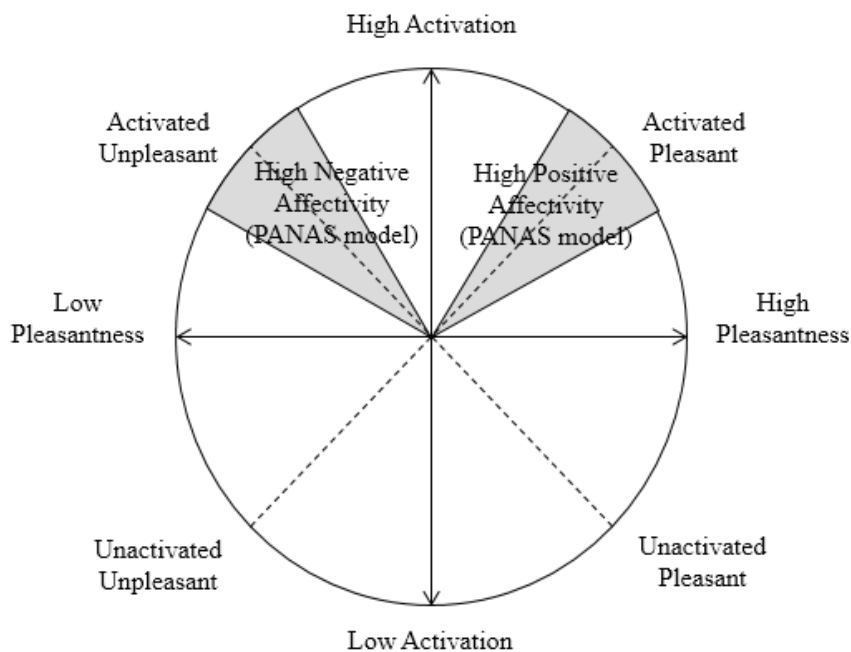 High Activation
Activated
Unpleasant
Activated
Pleasant
High Negative
Affectivity
(PANAS model)
High Positive
Affectivity
(PANAS model)
Low
Pleasantness
High
Pleasantness
Unactivated
Unpleasant
Unactivated
Pleasant
Low Activation